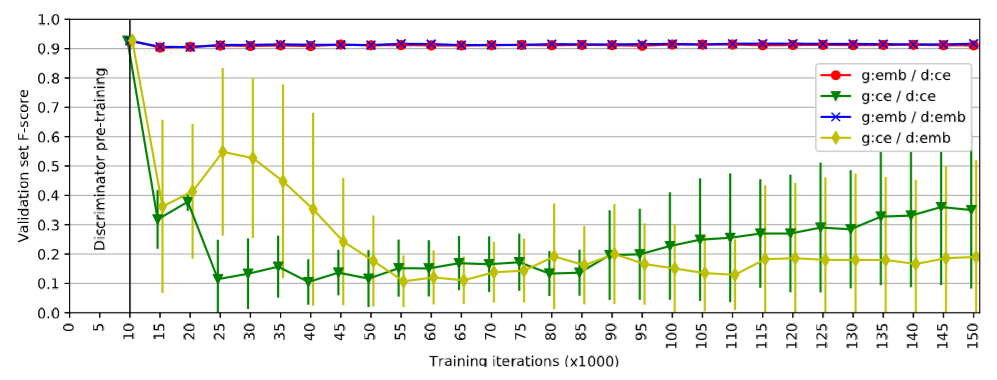 Validation set F-score
1.0
0.9
0.8
0.7
0.6
0.5
0.4
0.3
0.2
0.1
0.0
Discriminator pre-training
g:emb / d:ce
g:ce / d:ce
g:emb / d:emb
g:ce / d:emb
0 5 10 15 20 25 30 35 40 45 50 55 60 65 70 75 80 85 90 95 100 105 110 115 120 125 130 135 140 145 150
Training iterations (x1000)